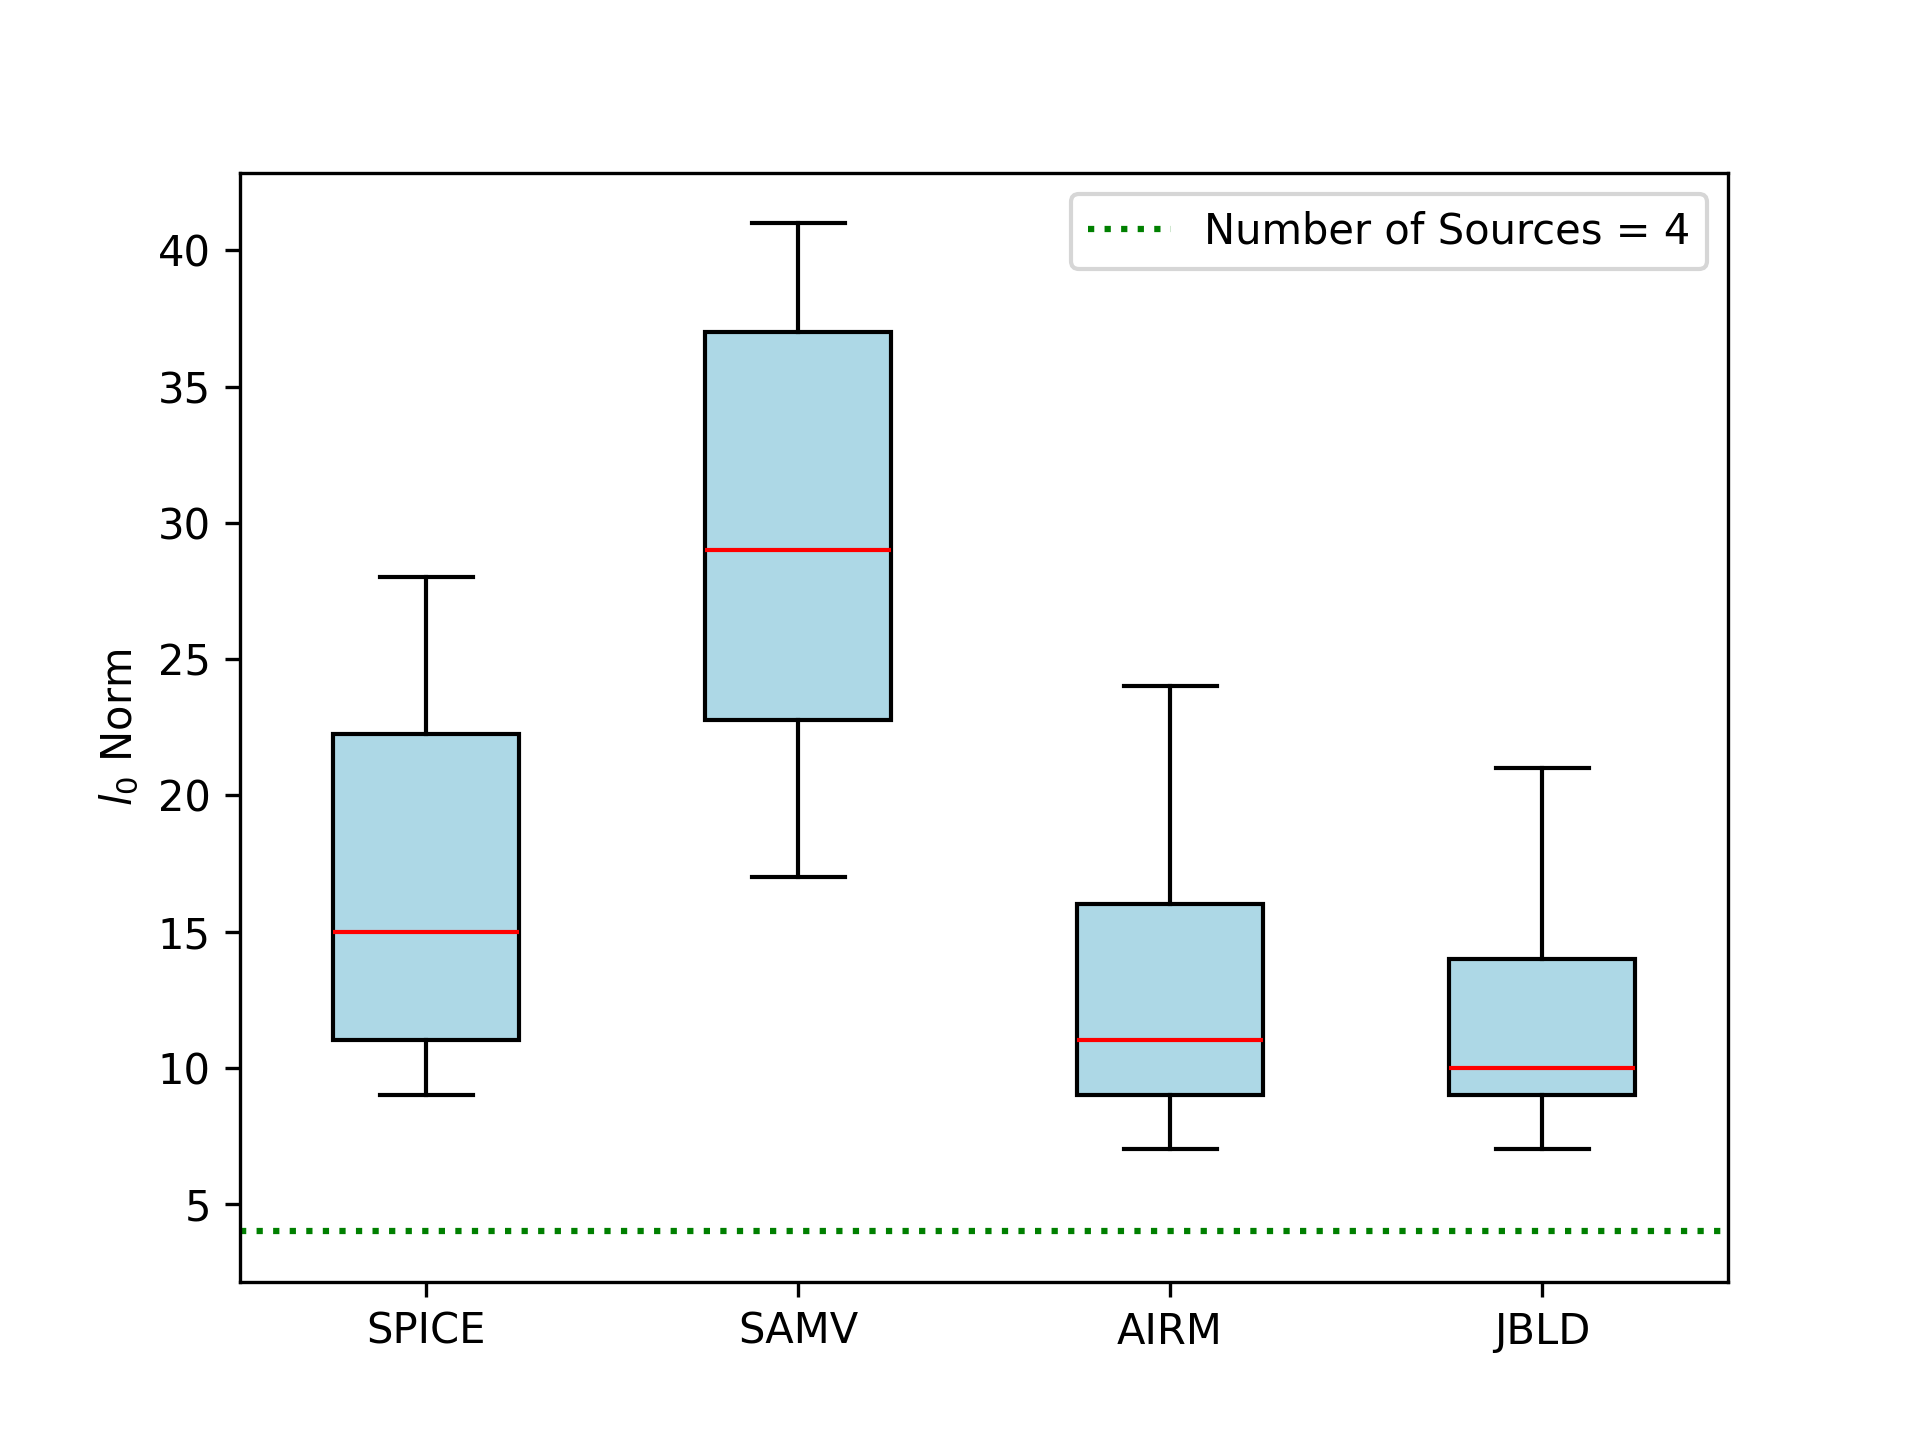 Number of Sources = 4
40
35
30
25
20
15
10
5
l₀ Norm
SPICE
SAMV
AIRM
JBLD